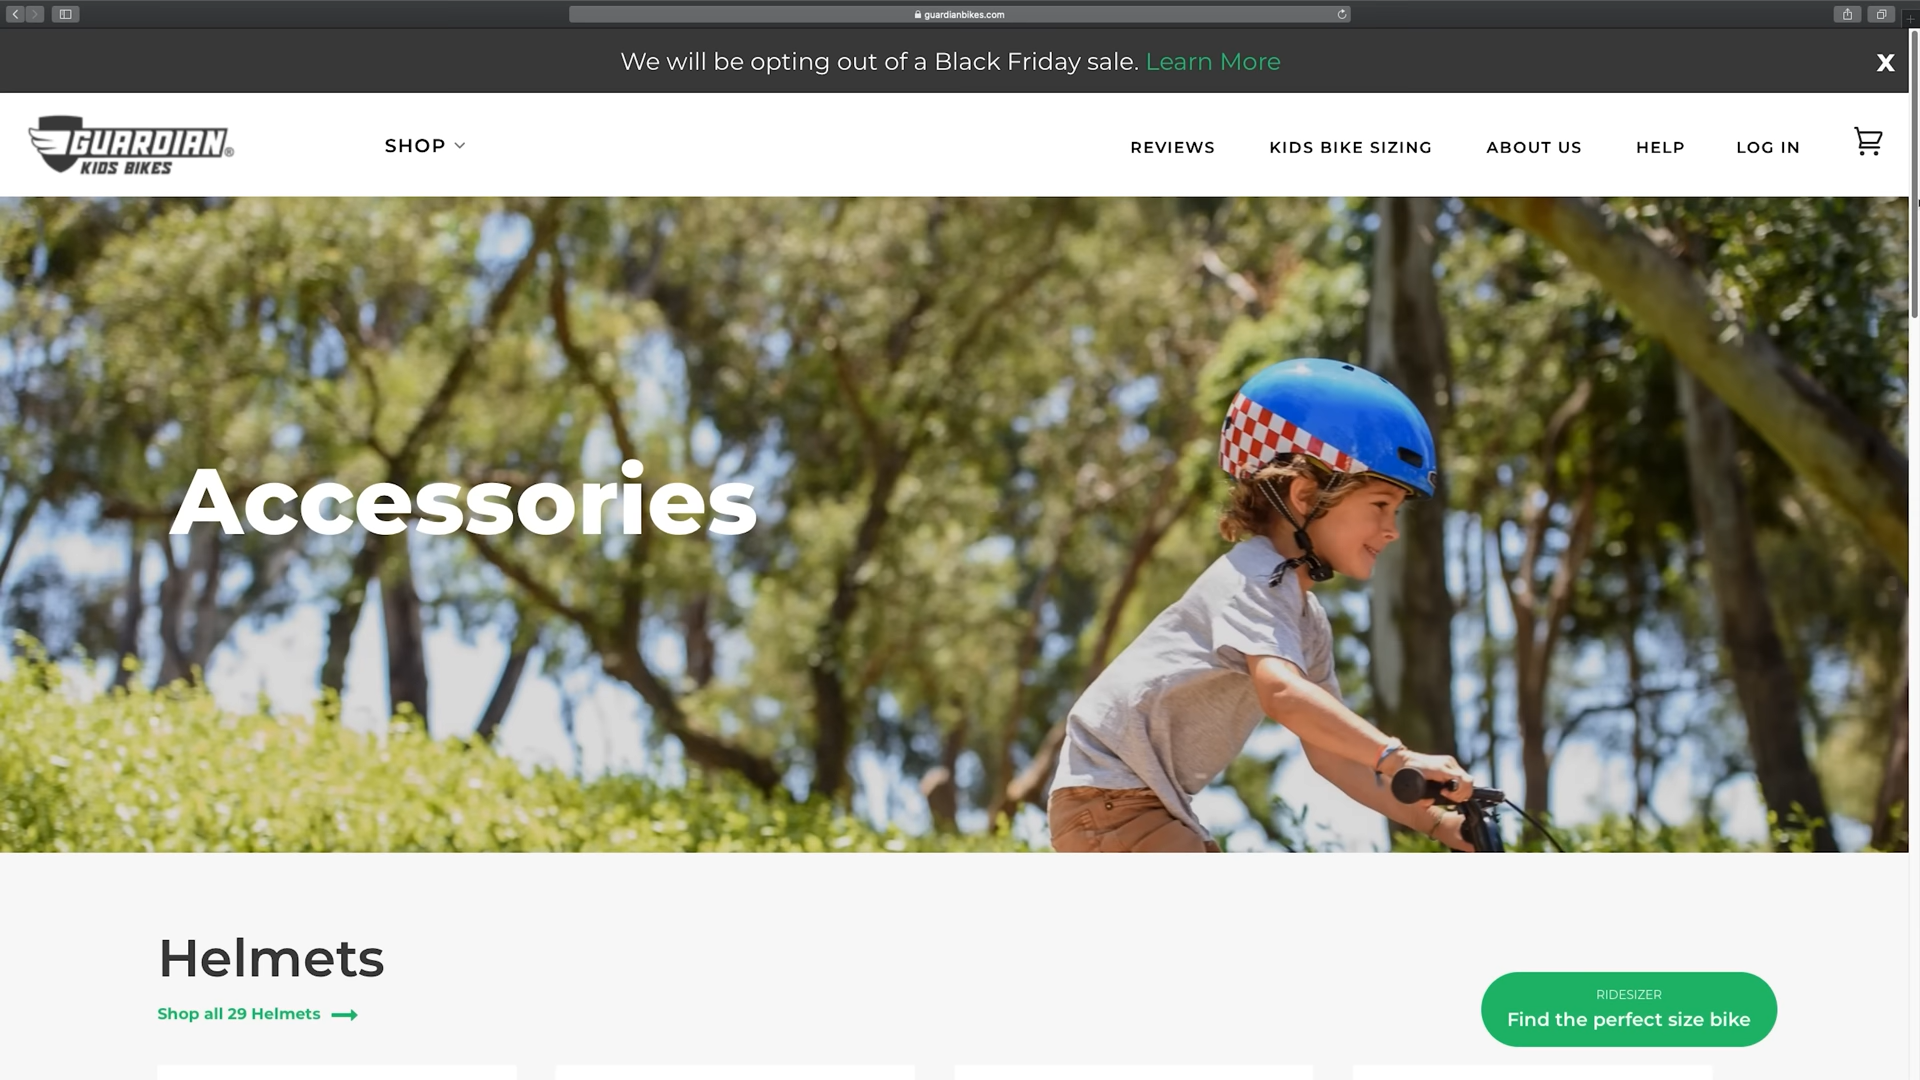 guardianbikes.com
We will be opting out of a Black Friday sale. Learn More
X
GUARDIAN®
KIDS BIKES
SHOP
REVIEWS
KIDS BIKE SIZING
ABOUT US
HELP
LOG IN
Accessories
Helmets
Shop all 29 Helmets
RIDESIZER
Find the perfect size bike